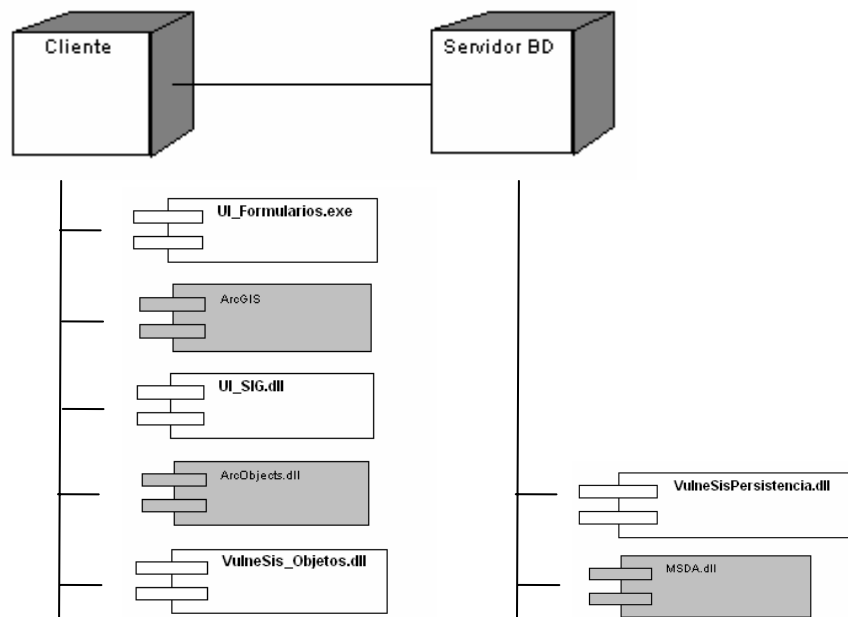 Cliente
Servidor BD
UI_Formularios.exe
ArcGIS
UI_SIG.dll
ArcObjects.dll
VulneSis_Objetos.dll
VulneSisPersistencia.dll
MSDA.dll